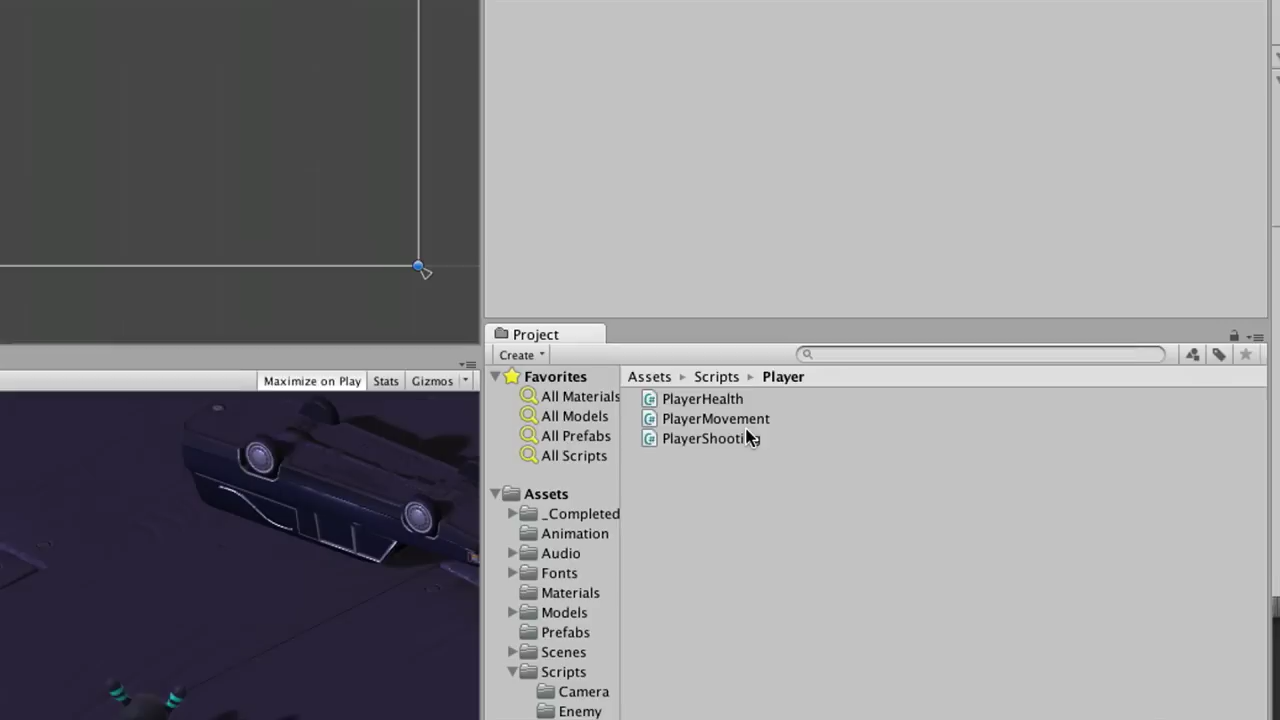 Project
Create
Maximize on Play Stats Gizmos
Favorites
All Materials
All Models
All Prefabs
All Scripts
Assets
_Completed
Animation
Audio
Fonts
Materials
Models
Prefabs
Scenes
Scripts
Camera
Enemy
Assets Scripts Player
PlayerHealth
PlayerMovement
PlayerShooting